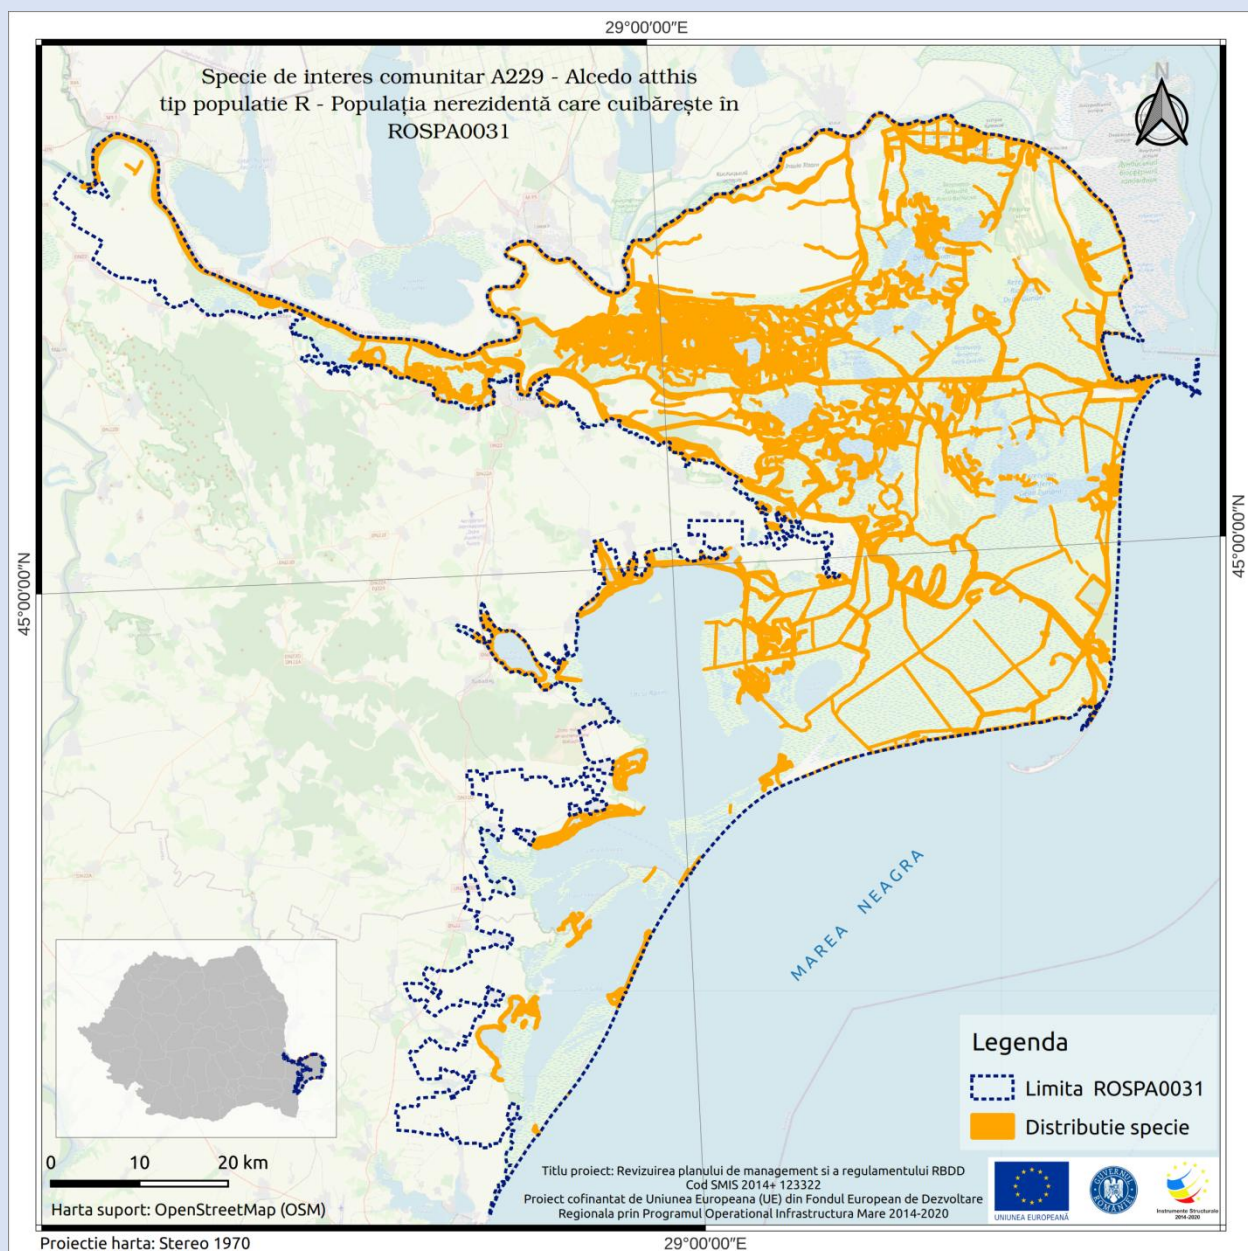 29°00'00"E
Specie de interes comunitar A229 - Alcedo atthis
tip populatie R - Populația nerezidentă care cuibărește în
ROSPA0031
N
45°00'00"N
45°00'00"N
MAREA NEAGRA
Legenda
Limita ROSPA0031
Distributie specie
0 10 20 km
Harta suport: OpenStreetMap (OSM)
Titlu proiect: Revizuirea planului de management si a regulamentului RBDD
Cod SMIS 2014+ 123322
Proiect cofinantat de Uniunea Europeana (UE) din Fondul European de Dezvoltare
Regionala prin Programul Operational Infrastructura Mare 2014-2020
UNIUNEA EUROPEANĂ
GUVERNUL ROMÂNIEI
Instrumente Structurale
2014-2020
Proiectie harta: Stereo 1970
29°00'00"E